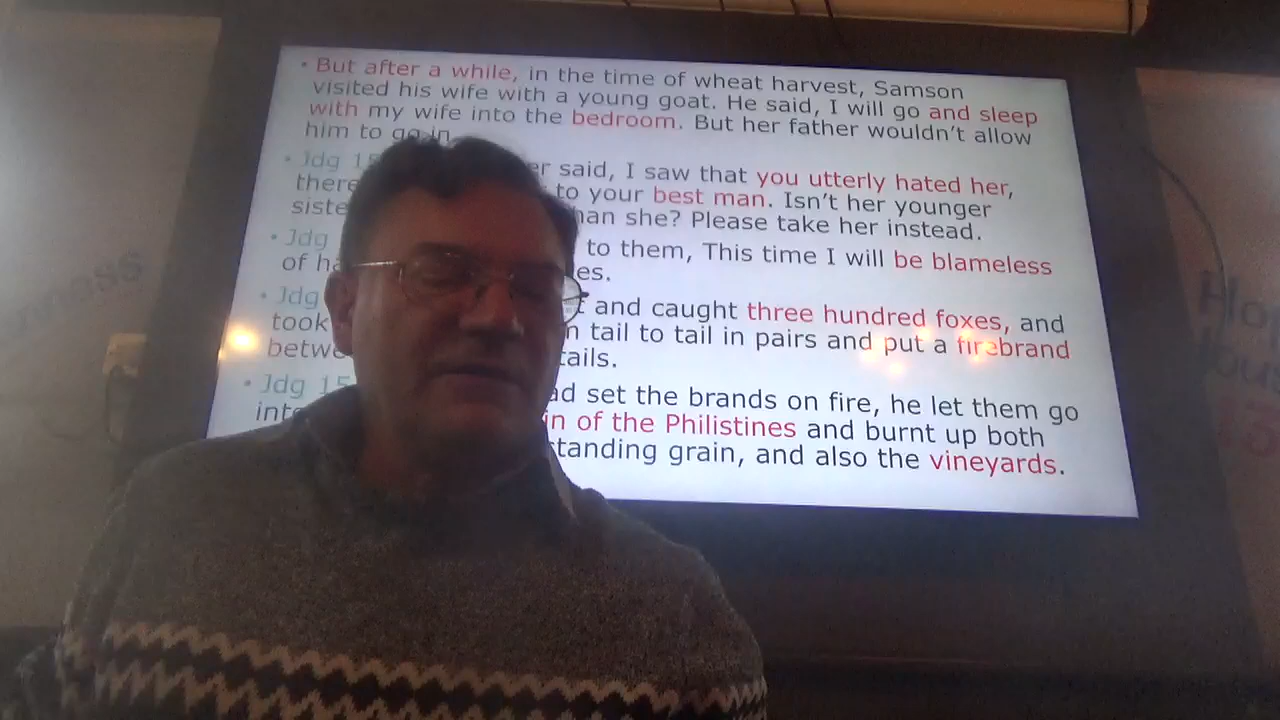 • But after a while, in the time of wheat harvest, Samson
visited his wife with a young goat. He said, I will go and sleep
with my wife into the bedroom. But her father wouldn't allow
him to go in.
• Jdg 15 said, I saw that you utterly hated her,
there to your best man. Isn't her younger
than she? Please take her instead.
• Jdg to them, This time I will be blameless
of
• Jdg and caught three hundred foxes, and
took tail to tail in pairs and put a firebrand
tails.
• Jdg 15 set the brands on fire, he let them go
of the Philistines and burnt up both
standing grain, and also the vineyards.